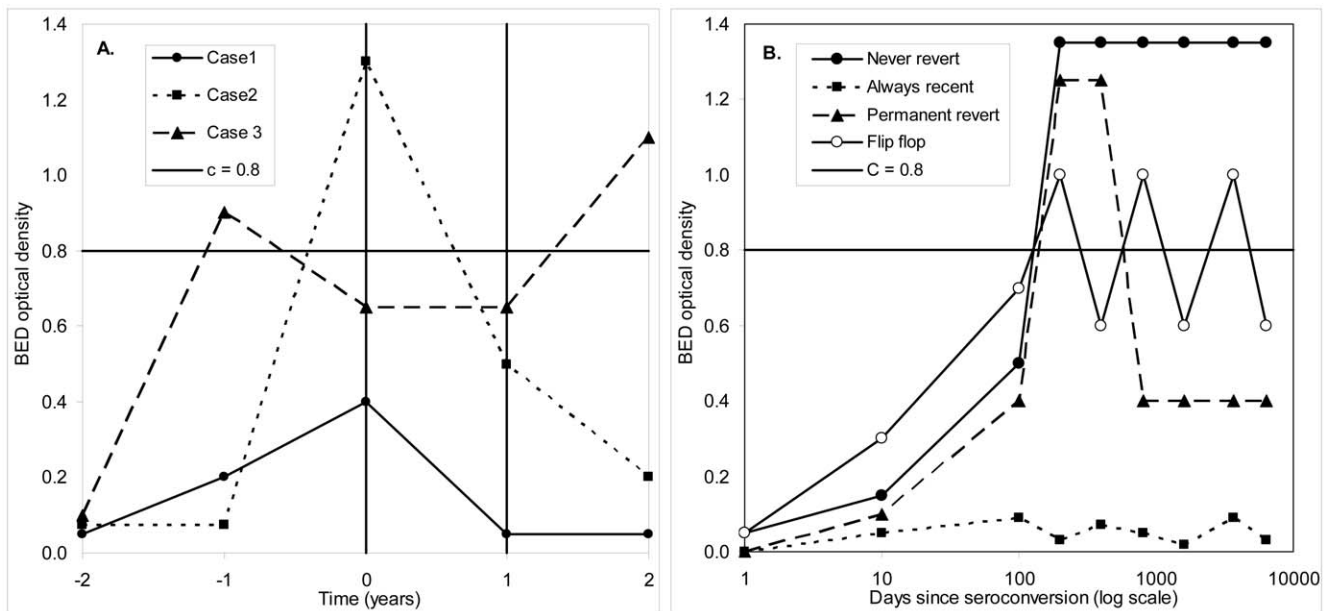 A.
Case1
Case2
Case 3
c = 0.8
BED optical density
1.4
1.2
1.0
0.8
0.6
0.4
0.2
0.0
-2 -1 0 1 2
Time (years)
B.
Never revert
Always recent
Permanent revert
Flip flop
C = 0.8
BED optical density
1.4
1.2
1.0
0.8
0.6
0.4
0.2
0.0
1 10 100 1000 10000
Days since seroconversion (log scale)